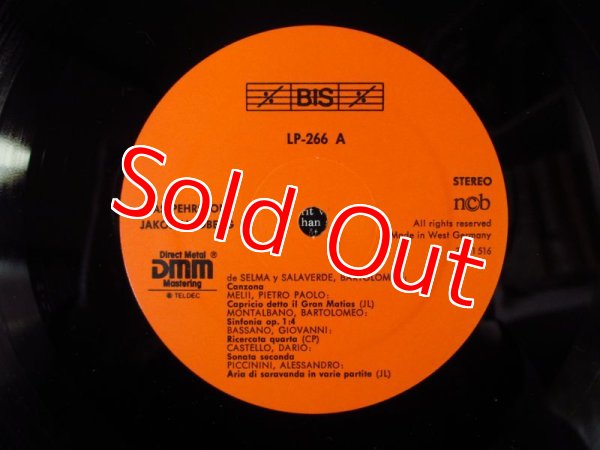 BIS
LP-266 A
STEREO
ncb
All rights reserved
Made in West Germany
516
Direct Metal ®
DMM
Mastering
® TELDEC
de SELMA y SALAVERDE,
Canzona
MELII, PIETRO PAOLO:
Capricio detto il Gran Matias (JL)
MONTALBANO, BARTOLOMEO:
Sinfonia op. 1:4
BASSANO, GIOVANNI:
Ricercata quarta (CP)
CASTELLO, DARIO:
Sonata seconda
PICCININI, ALESSANDRO:
Aria di saravanda in varie partite (JL)
Sold Out